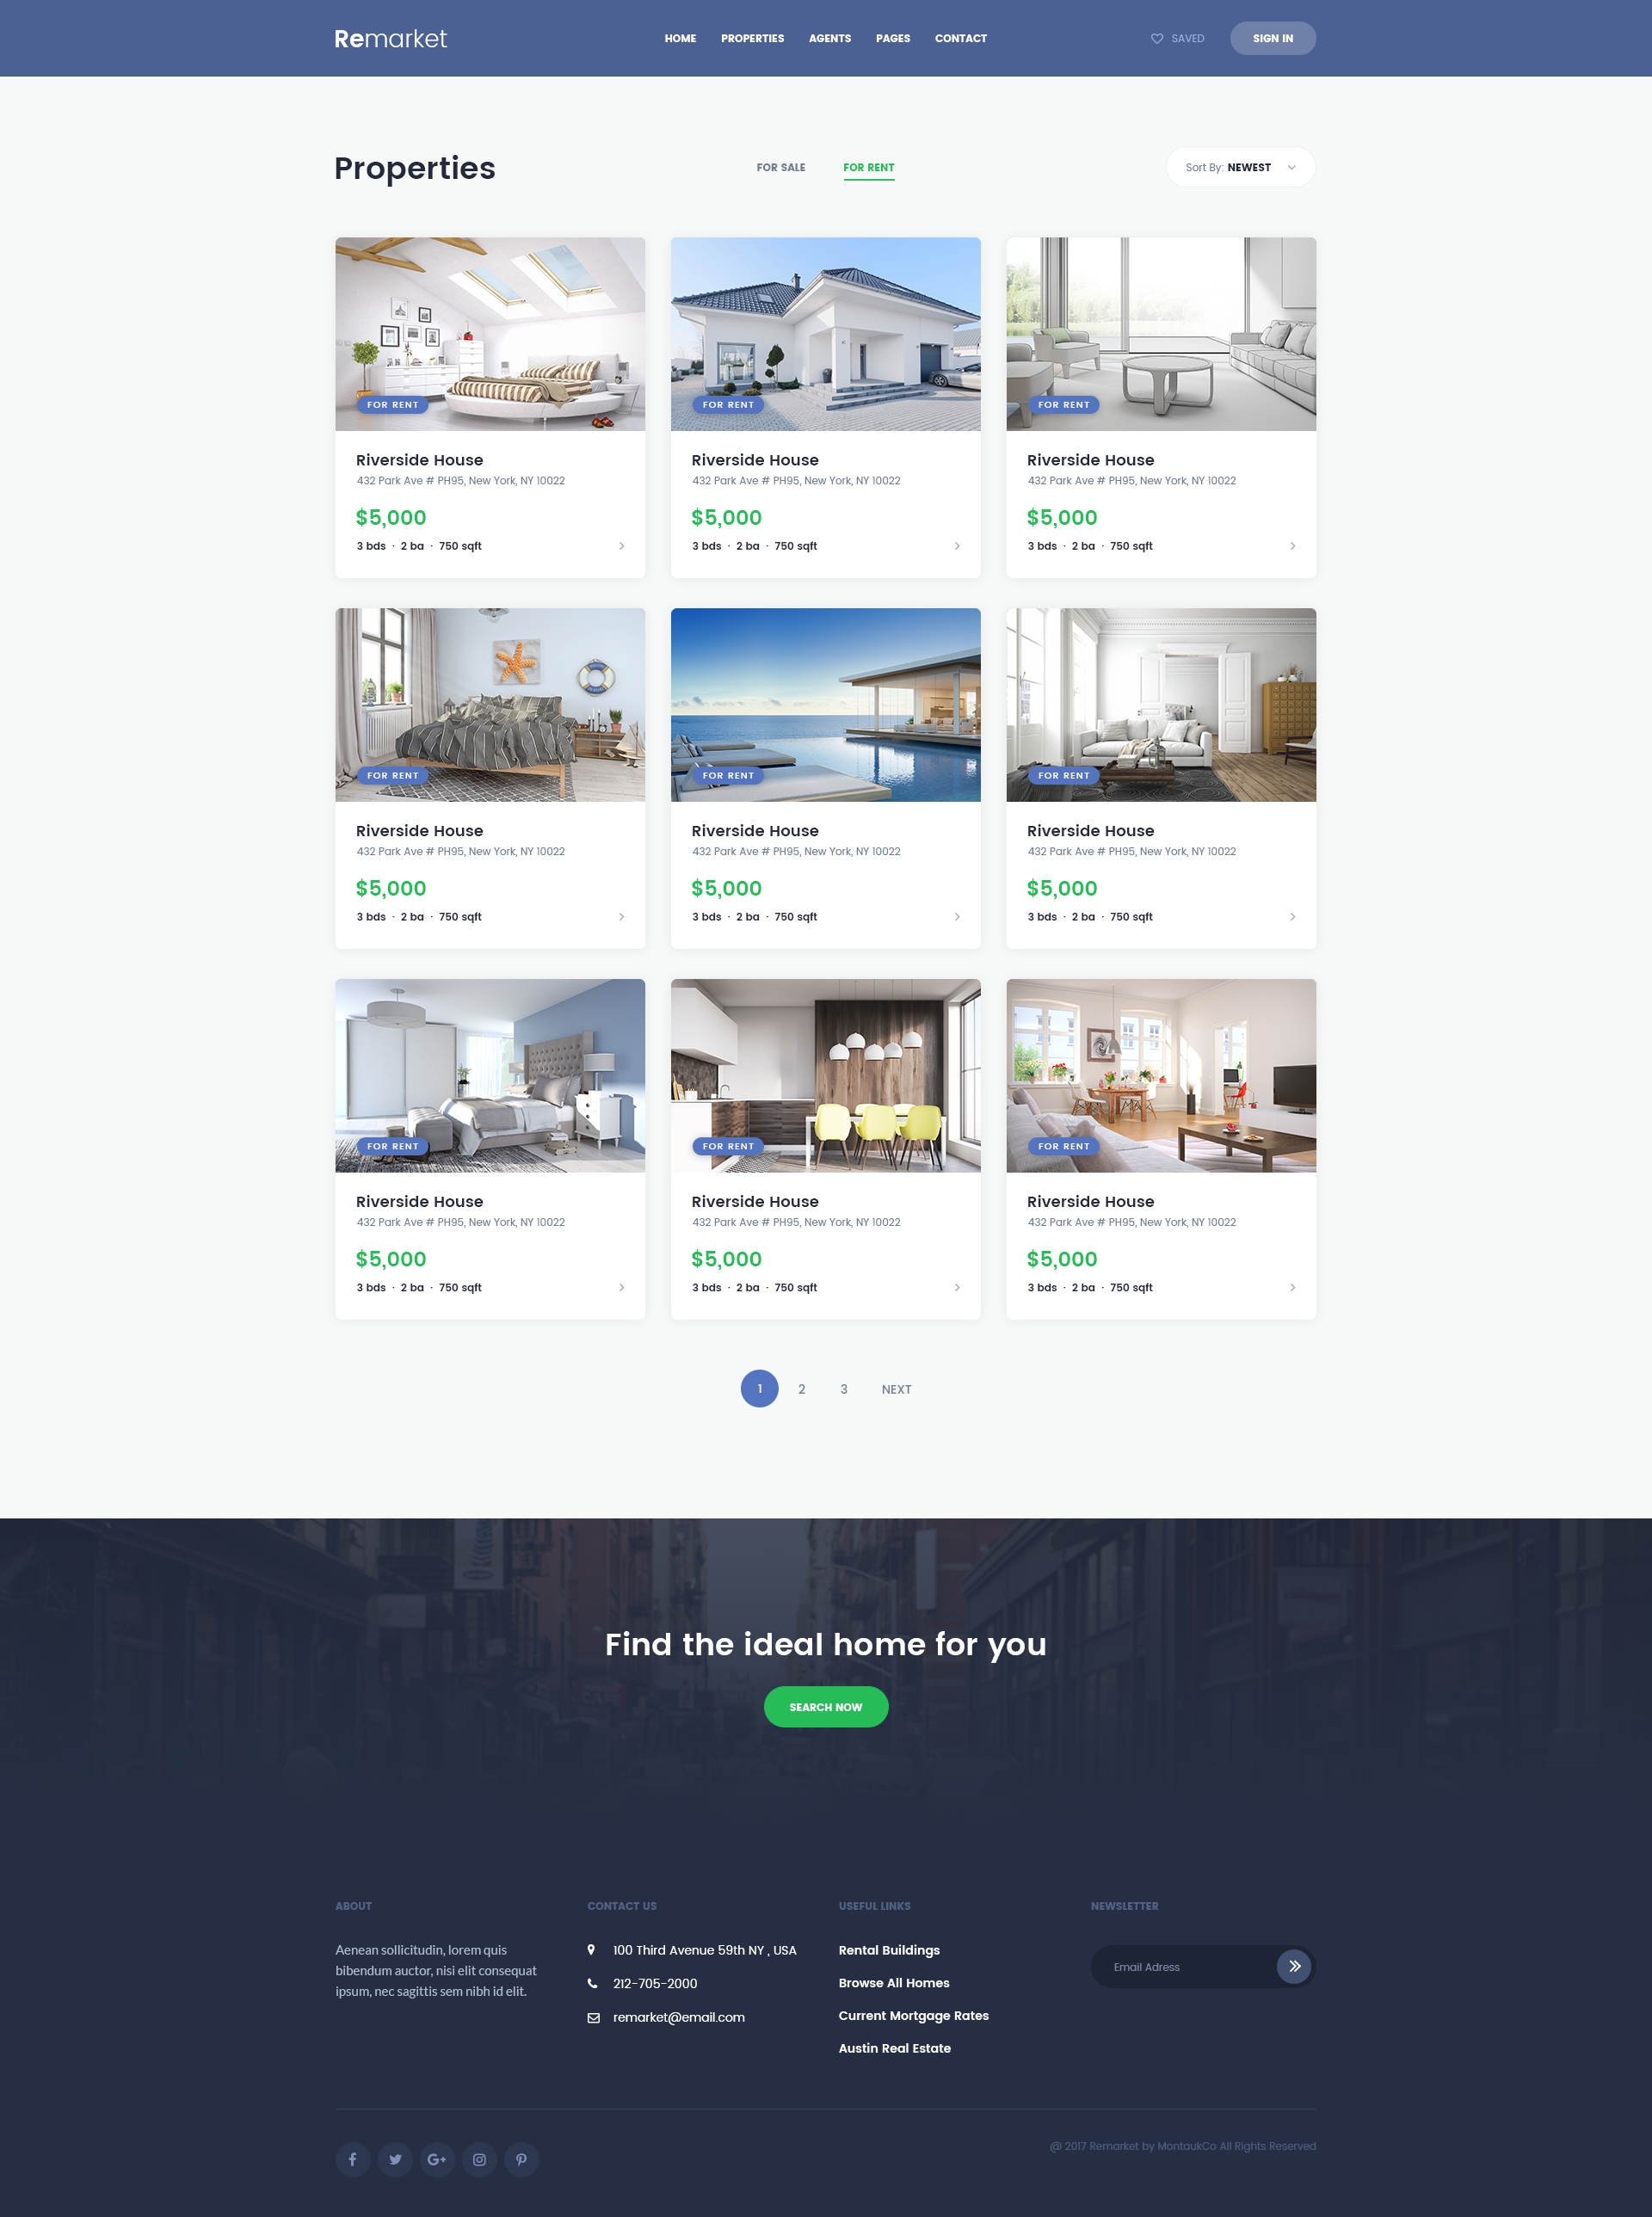 Remarket
HOME PROPERTIES AGENTS PAGES CONTACT
SAVED
SIGN IN
Properties
FOR SALE FOR RENT
Sort By: NEWEST
FOR RENT FOR RENT FOR RENT
Riverside House Riverside House Riverside House
432 Park Ave # PH95, New York, NY 10022 432 Park Ave # PH95, New York, NY 10022 432 Park Ave # PH95, New York, NY 10022
$5,000 $5,000 $5,000
3 bds · 2 ba · 750 sqft 3 bds · 2 ba · 750 sqft 3 bds · 2 ba · 750 sqft
FOR RENT FOR RENT FOR RENT
Riverside House Riverside House Riverside House
432 Park Ave # PH95, New York, NY 10022 432 Park Ave # PH95, New York, NY 10022 432 Park Ave # PH95, New York, NY 10022
$5,000 $5,000 $5,000
3 bds · 2 ba · 750 sqft 3 bds · 2 ba · 750 sqft 3 bds · 2 ba · 750 sqft
FOR RENT FOR RENT FOR RENT
Riverside House Riverside House Riverside House
432 Park Ave # PH95, New York, NY 10022 432 Park Ave # PH95, New York, NY 10022 432 Park Ave # PH95, New York, NY 10022
$5,000 $5,000 $5,000
3 bds · 2 ba · 750 sqft 3 bds · 2 ba · 750 sqft 3 bds · 2 ba · 750 sqft
1 2 3 NEXT
Find the ideal home for you
SEARCH NOW
ABOUT
Aenean sollicitudin, lorem quis
bibendum auctor, nisi elit consequat
ipsum, nec sagittis sem nibh id elit.
CONTACT US
100 Third Avenue 59th NY , USA
212-705-2000
remarket@email.com
USEFUL LINKS
Rental Buildings
Browse All Homes
Current Mortgage Rates
Austin Real Estate
NEWSLETTER
Email Adress
@ 2017 Remarket by MontaukCo All Rights Reserved